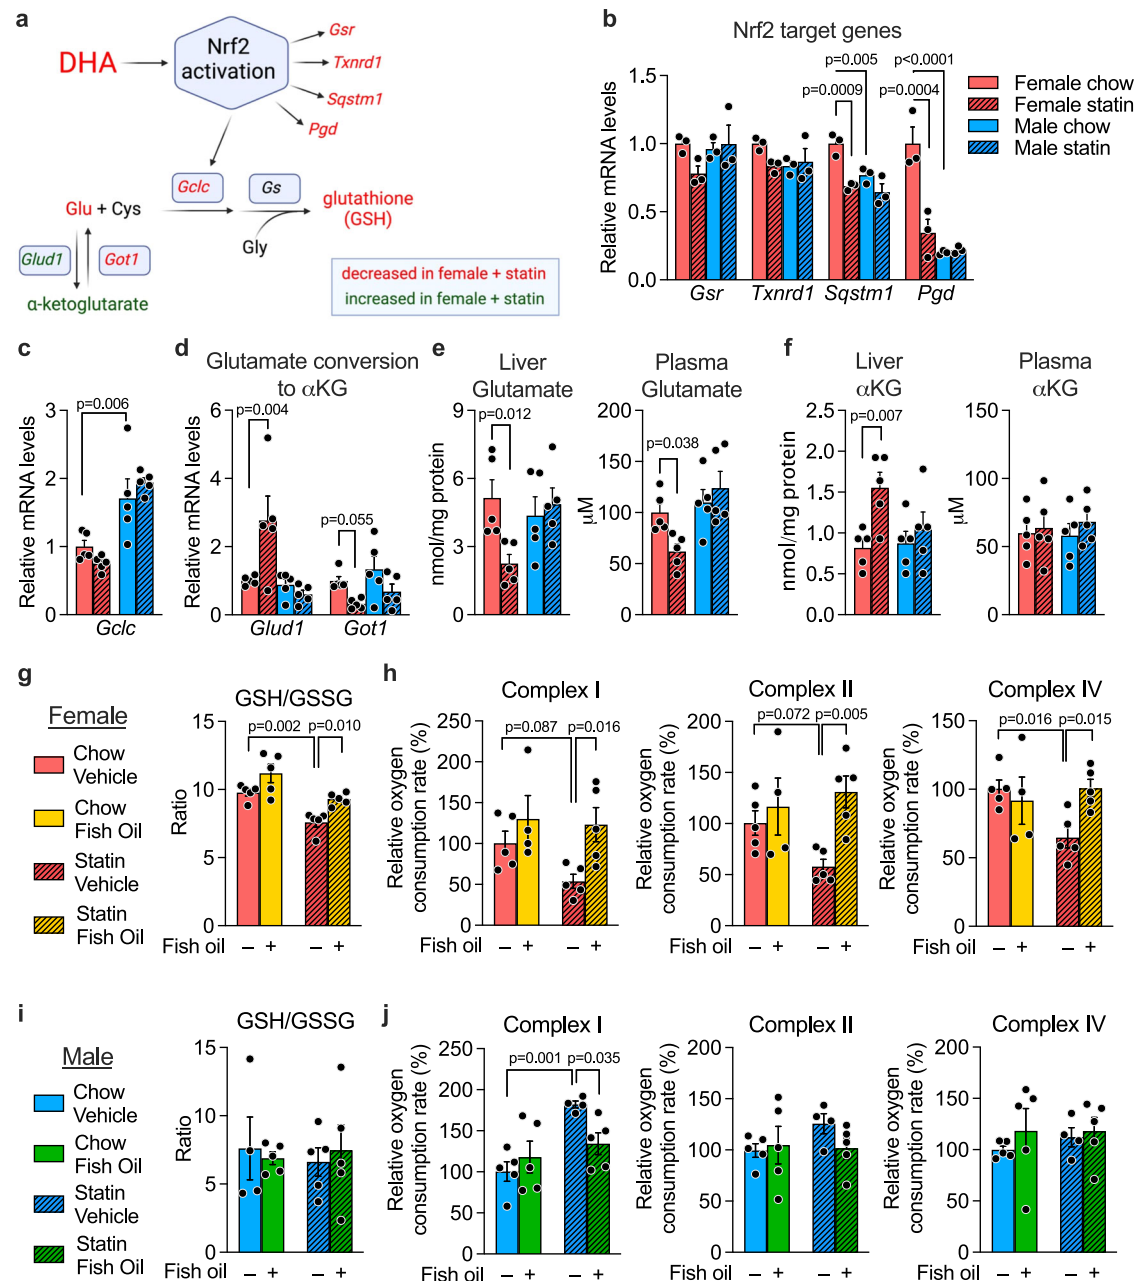 a
DHA
Nrf2
activation
Gsr
Txnrd1
Sqstm1
Pgd
Gclc
Gs
Glu + Cys
glutathione
(GSH)
Gly
Glud1
Got1
α-ketoglutarate
decreased in female + statin
increased in female + statin
b
Nrf2 target genes
Relative mRNA levels
1.5
1.0
0.5
0.0
p=0.0009
p=0.005
p=0.0004
p<0.0001
Gsr
Txnrd1
Sqstm1
Pgd
Female chow
Female statin
Male chow
Male statin
c
Relative mRNA levels
3
2
1
0
p=0.006
Gclc
d
Glutamate conversion
to αKG
Relative mRNA levels
6
4
2
0
p=0.004
p=0.055
Glud1
Got1
e
Liver
Glutamate
nmol/mg protein
9
6
3
0
p=0.012
Plasma
Glutamate
μM
200
150
100
50
0
p=0.038
f
Liver
αKG
nmol/mg protein
2.5
2.0
1.5
1.0
0.5
0.0
p=0.007
Plasma
αKG
μM
150
100
50
0
g
Female
Chow
Vehicle
Chow
Fish Oil
Statin
Vehicle
Statin
Fish Oil
GSH/GSSG
Ratio
15
10
5
0
p=0.002
p=0.010
Fish oil
– + – +
h
Complex I
Relative oxygen
consumption rate (%)
250
200
150
100
50
0
p=0.087
p=0.016
Fish oil
– + – +
Complex II
Relative oxygen
consumption rate (%)
200
150
100
50
0
p=0.072
p=0.005
– + – +
Complex IV
Relative oxygen
consumption rate (%)
150
100
50
0
p=0.016
p=0.015
– + – +
i
Male
Chow
Vehicle
Chow
Fish Oil
Statin
Vehicle
Statin
Fish Oil
GSH/GSSG
Ratio
15
10
5
0
Fish oil
– + – +
j
Complex I
Relative oxygen
consumption rate (%)
250
200
150
100
50
0
p=0.001
p=0.035
Fish oil
– + – +
Complex II
Relative oxygen
consumption rate (%)
200
150
100
50
0
– + – +
Complex IV
Relative oxygen
consumption rate (%)
200
150
100
50
0
– + – +